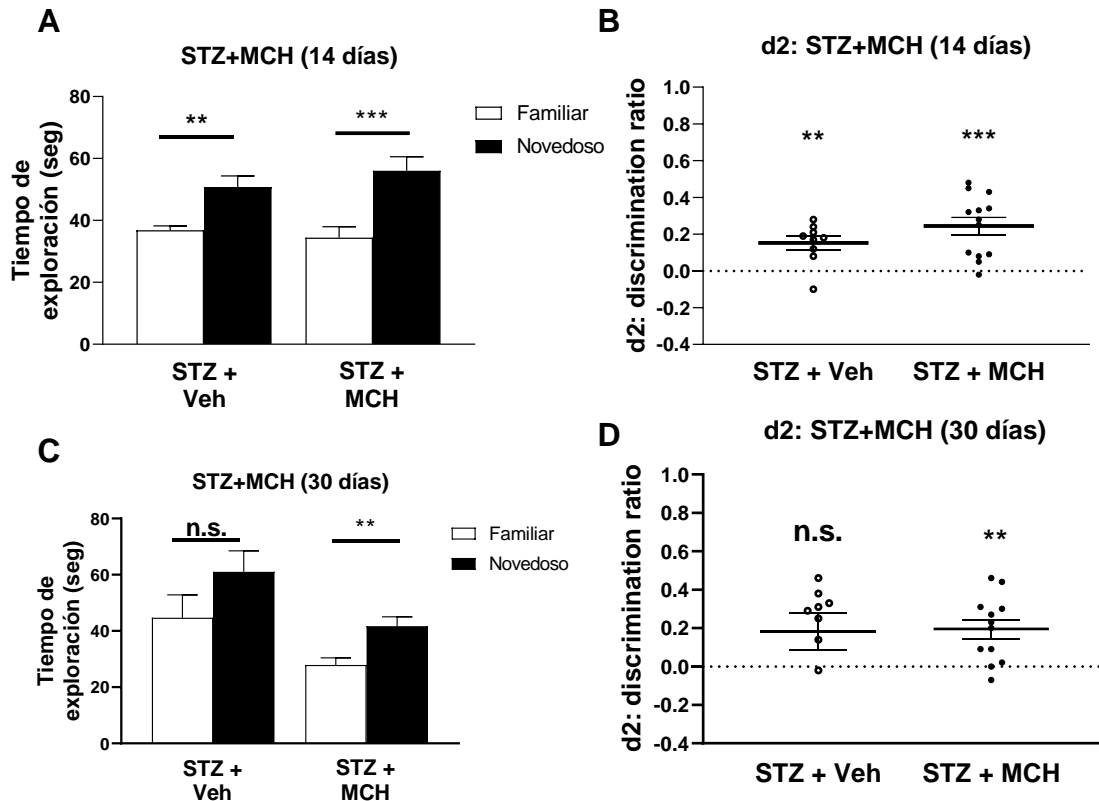 A
STZ+MCH (14 días)
Tiempo de
exploración (seg)
80
60
40
20
0
**
***
Familiar
Novedoso
STZ +
Veh
STZ +
MCH
B
d2: STZ+MCH (14 días)
d2: discrimination ratio
1.0
0.8
0.6
0.4
0.2
0.0
-0.2
-0.4
**
***
STZ + Veh
STZ + MCH
C
STZ+MCH (30 días)
Tiempo de
exploración (seg)
80
60
40
20
0
n.s.
**
Familiar
Novedoso
STZ +
Veh
STZ +
MCH
D
d2: STZ+MCH (30 días)
d2: discrimination ratio
1.0
0.8
0.6
0.4
0.2
0.0
-0.2
-0.4
n.s.
**
STZ + Veh
STZ + MCH